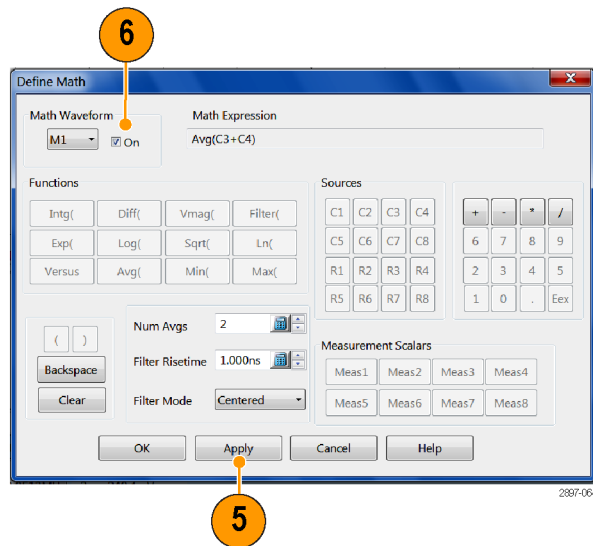 6
Define Math
Math Waveform
Math Expression
M1
On
Avg(C3+C4)
Functions
Sources
Intg( Diff( Vmag( Filter(
C1 C2 C3 C4
+ - * /
Exp( Log( Sqrt( Ln(
C5 C6 C7 C8
6 7 8 9
Versus Avg( Min( Max(
R1 R2 R3 R4
2 3 4 5
R5 R6 R7 R8
1 0 . Eex
( )
Backspace
Clear
Num Avgs 2
Filter Risetime 1.000ns
Filter Mode Centered
Measurement Scalars
Meas1 Meas2 Meas3 Meas4
Meas5 Meas6 Meas7 Meas8
OK Apply Cancel Help
2897-06
5